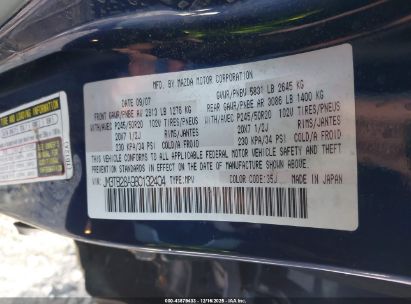 MFD. BY MAZDA MOTOR CORPORATION
DATE 09/07
GVWR/PNBV 5831 LB 2645 KG
FRONT GAWR/PNBE AV 2813 LB 1276 KG
REAR GAWR/PNBE AR 3086 LB 1400 KG
WITH/AVEC P245/50R20 102V TIRES/PNEUS
WITH/AVEC P245/50R20 102V TIRES/PNEUS
20X7 1/2J RIMS/JANTES
20X7 1/2J RIMS/JANTES
230 KPA/34 PSI COLD/A FROID
230 KPA/34 PSI COLD/A FROID
THIS VEHICLE CONFORMS TO ALL APPLICABLE FEDERAL MOTOR VEHICLE SAFETY, BUMPER, AND THEFT
PREVENTION STANDARDS IN EFFECT ON THE DATE OF MANUFACTURE SHOWN ABOVE.
TYPE:MPV
COLOR CODE:35J
MADE IN JAPAN
TIRE AND LOADING INFORMATION